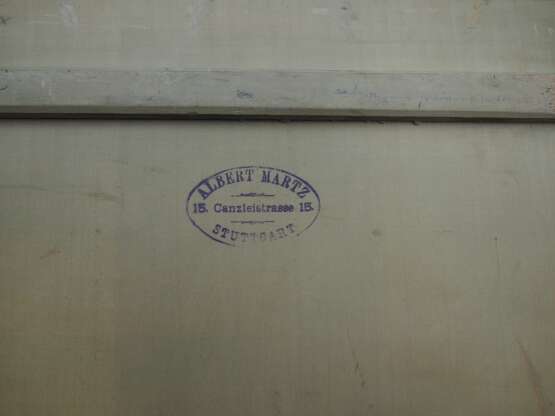 ALBERT MARTZ
15. Canzleistrasse 15.
STUTTGART